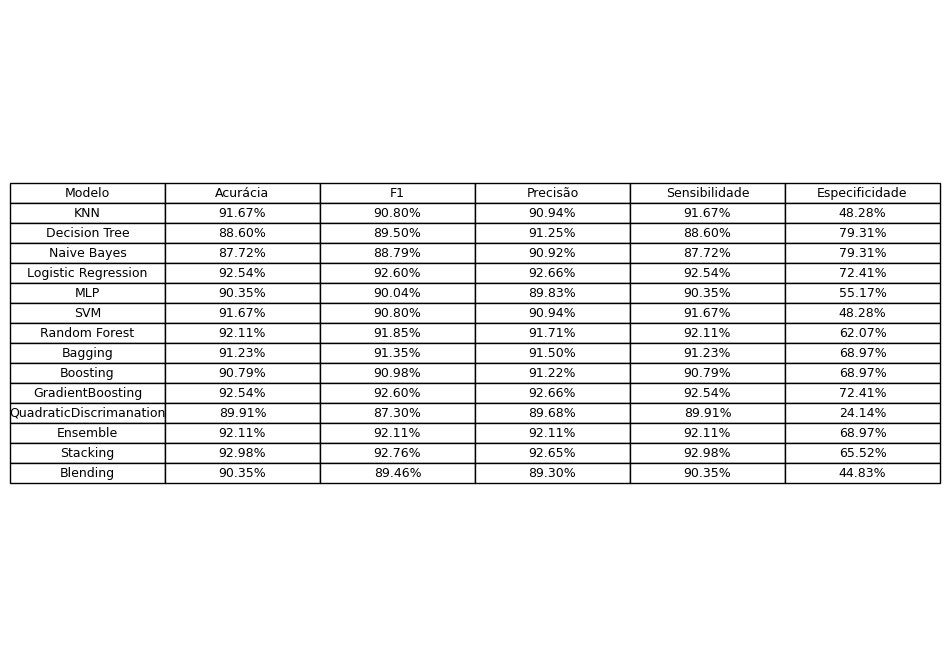 Modelo Acurácia F1 Precisão Sensibilidade Especificidade
KNN 91.67% 90.80% 90.94% 91.67% 48.28%
Decision Tree 88.60% 89.50% 91.25% 88.60% 79.31%
Naive Bayes 87.72% 88.79% 90.92% 87.72% 79.31%
Logistic Regression 92.54% 92.60% 92.66% 92.54% 72.41%
MLP 90.35% 90.04% 89.83% 90.35% 55.17%
SVM 91.67% 90.80% 90.94% 91.67% 48.28%
Random Forest 92.11% 91.85% 91.71% 92.11% 62.07%
Bagging 91.23% 91.35% 91.50% 91.23% 68.97%
Boosting 90.79% 90.98% 91.22% 90.79% 68.97%
GradientBoosting 92.54% 92.60% 92.66% 92.54% 72.41%
QuadraticDiscrimanation 89.91% 87.30% 89.68% 89.91% 24.14%
Ensemble 92.11% 92.11% 92.11% 92.11% 68.97%
Stacking 92.98% 92.76% 92.65% 92.98% 65.52%
Blending 90.35% 89.46% 89.30% 90.35% 44.83%